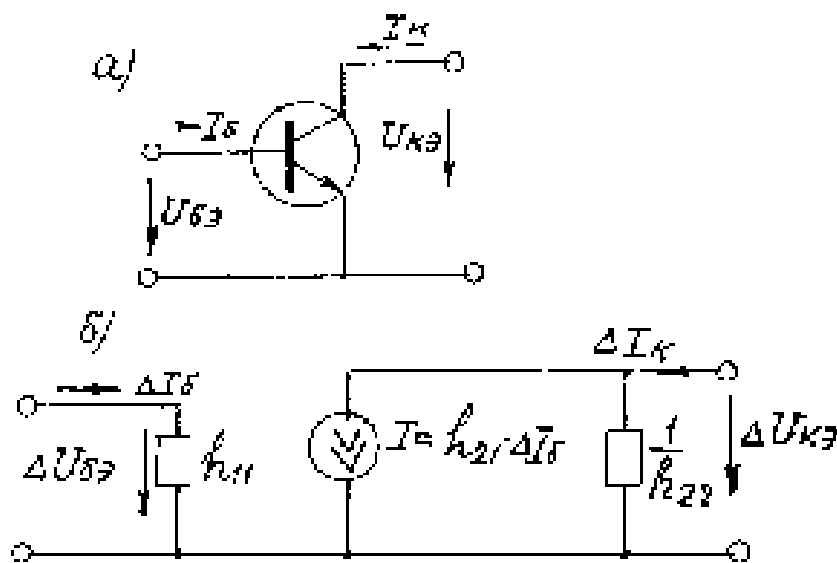 а)
Iк
Iб
Uкэ
Uбэ
б)
ΔIк
ΔIб
ΔUбэ
h₁₁
I = h₂₁ΔIб
1/h₂₂
ΔUкэ